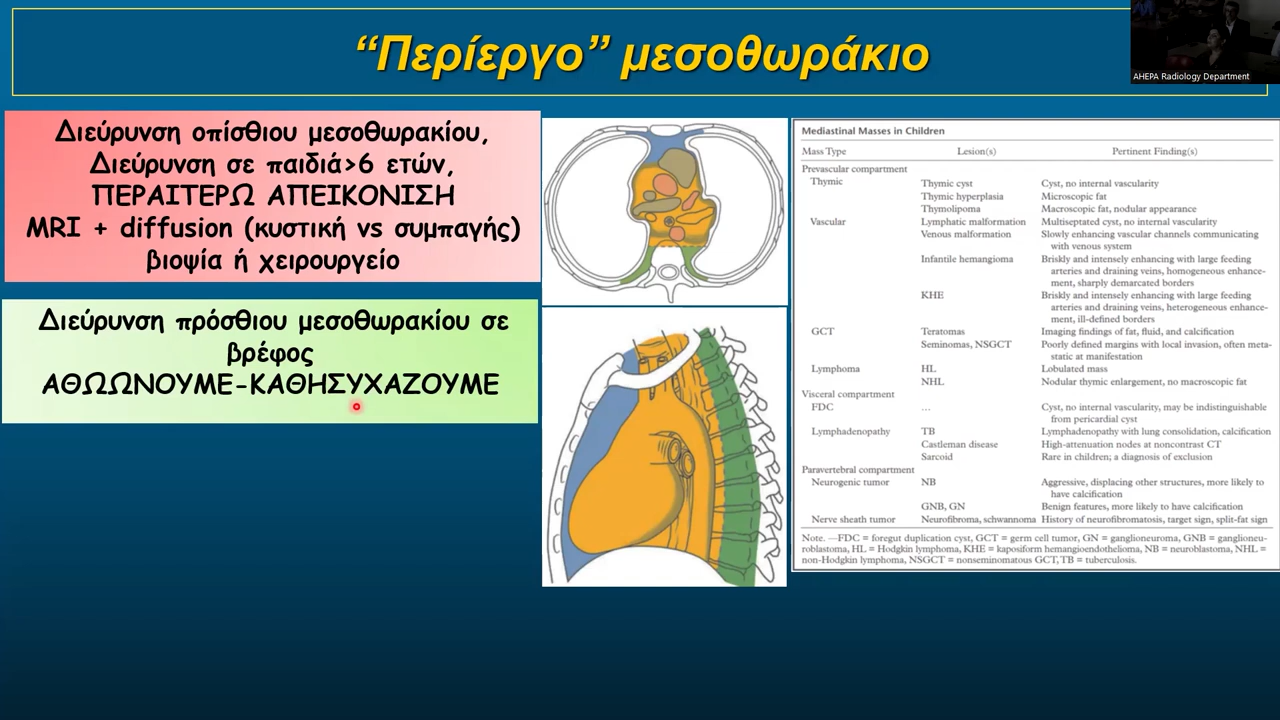 “Περίεργο” μεσοθωράκιο
AHEPA Radiology Department
Διεύρυνση οπίσθιου μεσοθωρακίου,
Διεύρυνση σε παιδιά>6 ετών,
ΠΕΡΑΙΤΕΡΩ ΑΠΕΙΚΟΝΙΣΗ
MRI + diffusion (κυστική vs συμπαγής)
βιοψία ή χειρουργείο
Διεύρυνση πρόσθιου μεσοθωρακίου σε
βρέφος
ΑΘΩΩΝΟΥΜΕ-ΚΑΘΗΣΥΧΑΖΟΥΜΕ
Mediastinal Masses in Children
Mass Type Lesion(s) Pertinent Finding(s)
Prevascular compartment
Thymic Thymic cyst Cyst, no internal vascularity
Thymic hyperplasia Microscopic fat
Thymolipoma Macroscopic fat, nodular appearance
Vascular Lymphatic malformation Multiseptated cyst, no internal vascularity
Venous malformation Slowly enhancing vascular channels communicating
with venous system
Infantile hemangioma Briskly and intensely enhancing with large feeding
arteries and draining veins, homogeneous enhance-
ment, sharply demarcated borders
KHE Briskly and intensely enhancing with large feeding
arteries and draining veins, heterogeneous enhance-
ment, ill-defined borders
GCT Teratomas Imaging findings of fat, fluid, and calcification
Seminomas, NSGCT Poorly defined margins with local invasion, often meta-
static at manifestation
Lymphoma HL Lobulated mass
NHL Nodular thymic enlargement, no macroscopic fat
Visceral compartment
FDC ... Cyst, no internal vascularity, may be indistinguishable
from pericardial cyst
Lymphadenopathy TB Lymphadenopathy with lung consolidation, calcification
Castleman disease High-attenuation nodes at noncontrast CT
Sarcoid Rare in children; a diagnosis of exclusion
Paravertebral compartment
Neurogenic tumor NB Aggressive, displacing other structures, more likely to
have calcification
GNB, GN Benign features, more likely to have calcification
Nerve sheath tumor Neurofibroma, schwannoma History of neurofibromatosis, target sign, split-fat sign
Note. —FDC = foregut duplication cyst, GCT = germ cell tumor, GN = ganglioneuroma, GNB = ganglioneu-
roblastoma, HL = Hodgkin lymphoma, KHE = kaposiform hemangioendothelioma, NB = neuroblastoma, NHL =
non-Hodgkin lymphoma, NSGCT = nonseminomatous GCT, TB = tuberculosis.